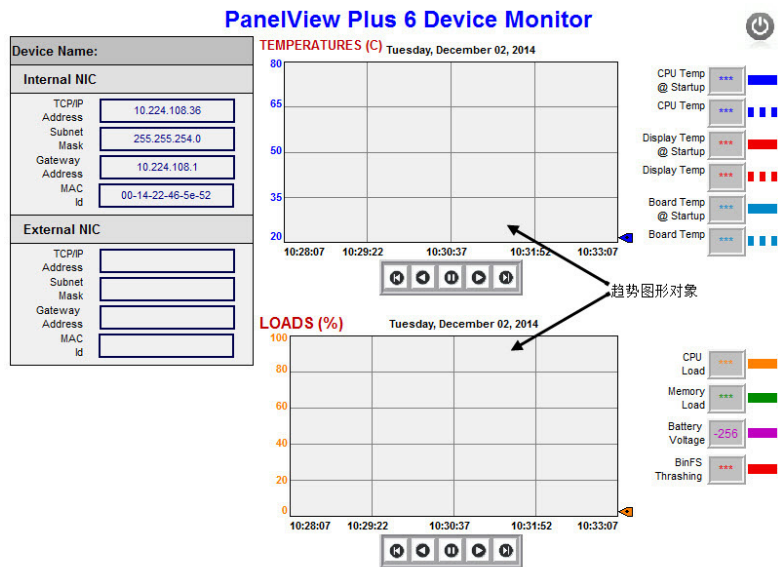 PanelView Plus 6 Device Monitor
Device Name:
Internal NIC
TCP/IP
Address
10.224.108.36
Subnet
Mask
255.255.254.0
Gateway
Address
10.224.108.1
MAC
Id
00-14-22-46-5e-52
External NIC
TCP/IP
Address
Subnet
Mask
Gateway
Address
MAC
Id
TEMPERATURES (C)
Tuesday, December 02, 2014
80
65
50
35
20
10:28:07 10:29:22 10:30:37 10:31:52 10:33:07
CPU Temp
@ Startup
***
CPU Temp
***
Display Temp
@ Startup
***
Display Temp
***
Board Temp
@ Startup
***
Board Temp
***
趋势图形对象
LOADS (%)
Tuesday, December 02, 2014
100
80
60
40
20
0
10:28:07 10:29:22 10:30:37 10:31:52 10:33:07
CPU
Load
***
Memory
Load
***
Battery
Voltage
-256
BinFS
Thrashing
***